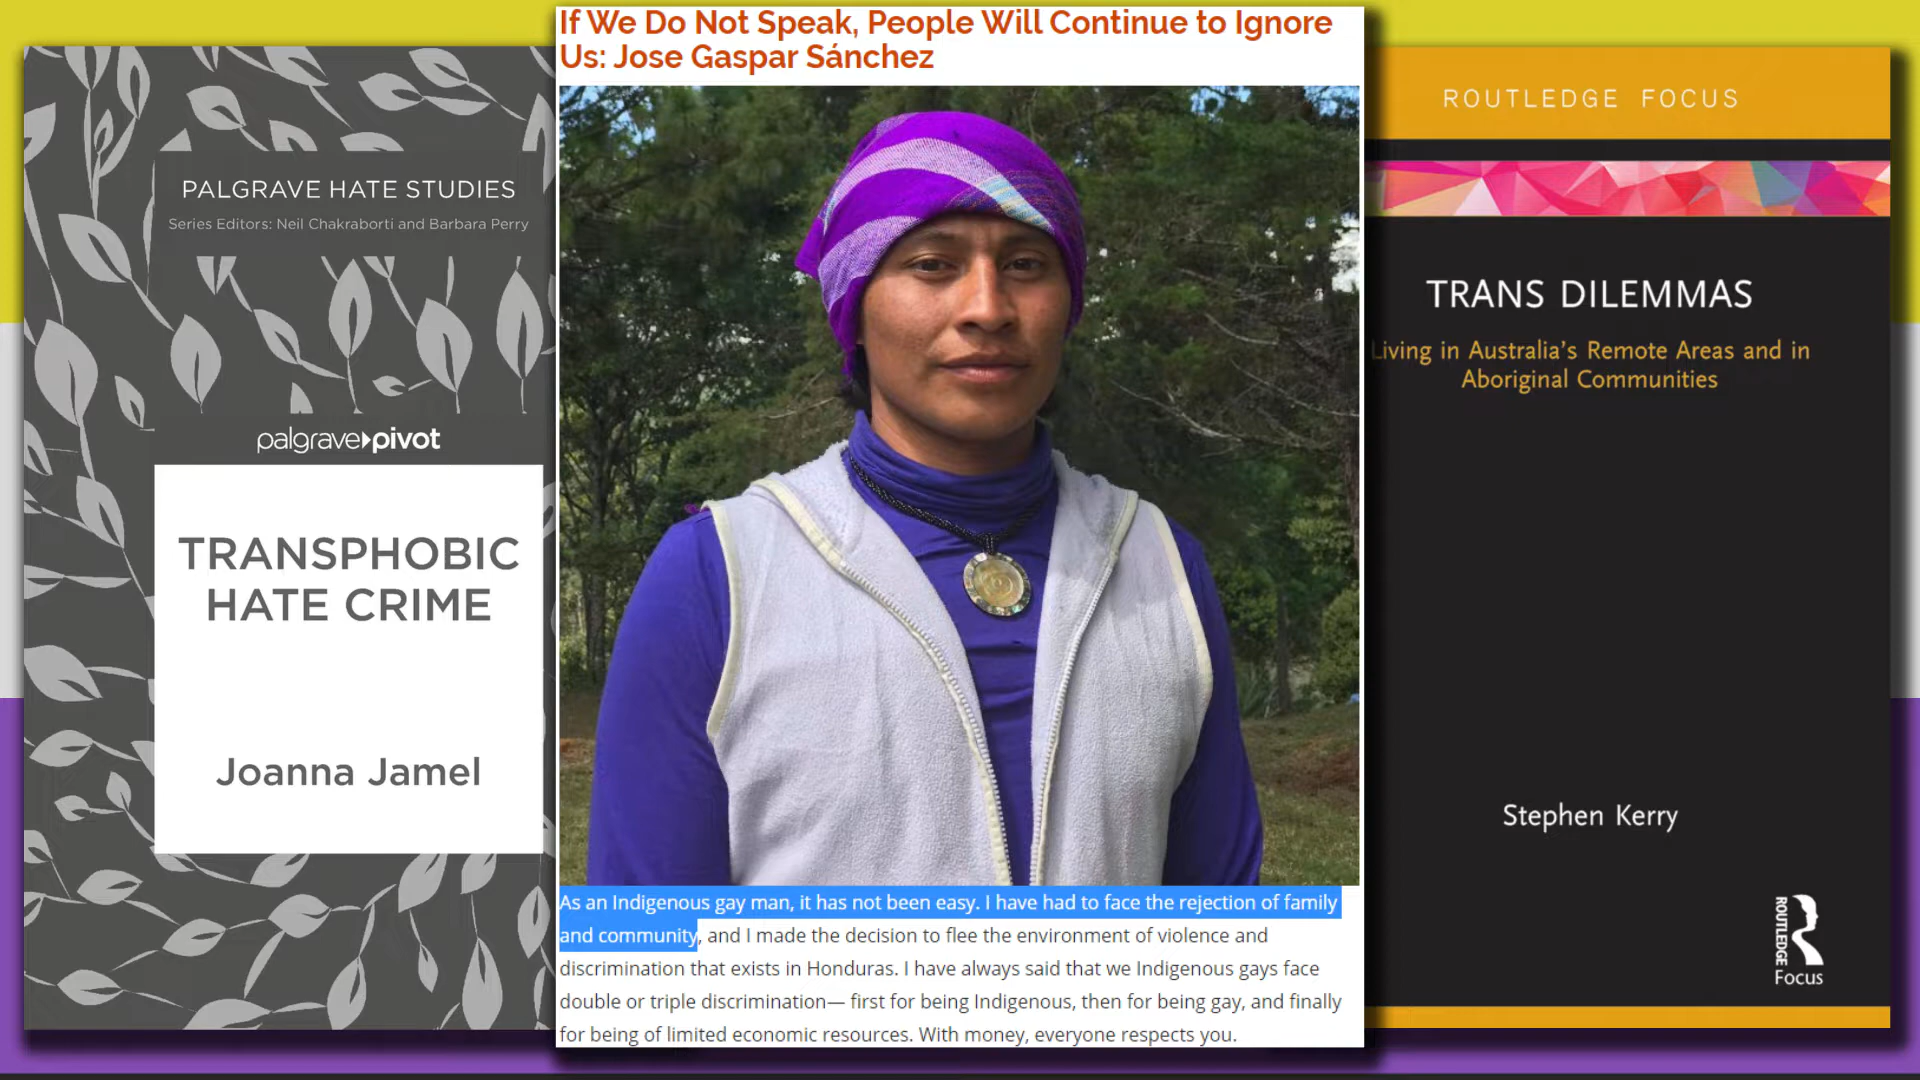 PALGRAVE HATE STUDIES
Series Editors: Neil Chakraborti and Barbara Perry
palgrave pivot
TRANSPHOBIC
HATE CRIME
Joanna Jamel
If We Do Not Speak, People Will Continue to Ignore
Us: Jose Gaspar Sánchez
As an Indigenous gay man, it has not been easy. I have had to face the rejection of family
and community, and I made the decision to flee the environment of violence and
discrimination that exists in Honduras. I have always said that we Indigenous gays face
double or triple discrimination— first for being Indigenous, then for being gay, and finally
for being of limited economic resources. With money, everyone respects you.
ROUTLEDGE FOCUS
TRANS DILEMMAS
Living in Australia's Remote Areas and in
Aboriginal Communities
Stephen Kerry
ROUTLEDGE
Focus